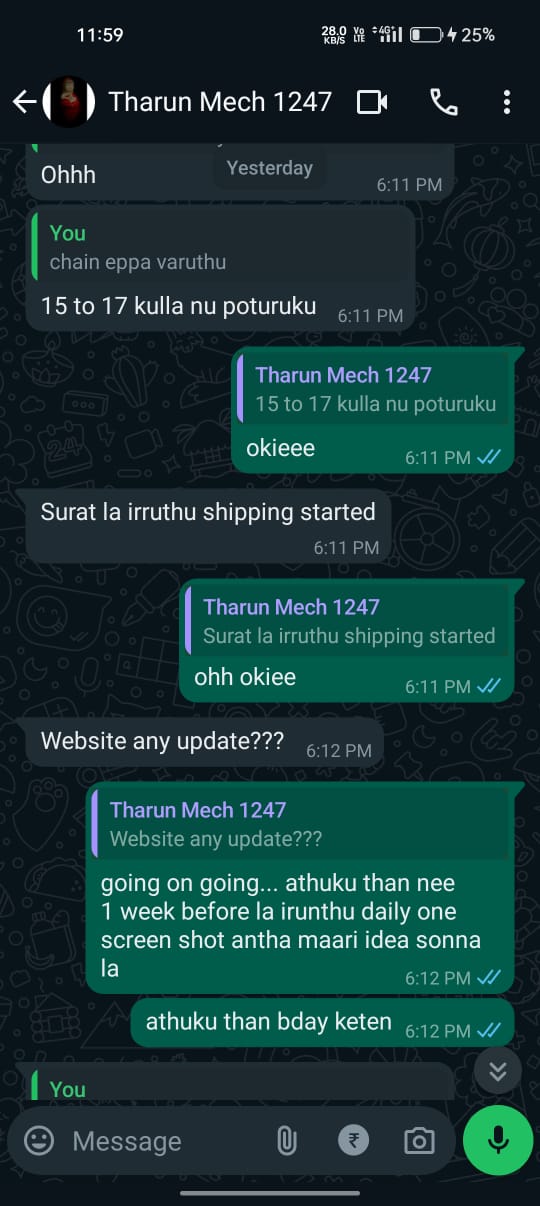 11:59
28.0 KB/S Vo LTE 4G+ 25%
Tharun Mech 1247
Ohhh
6:11 PM
Yesterday
You
chain eppa varuthu
15 to 17 kulla nu poturuku 6:11 PM
Tharun Mech 1247
15 to 17 kulla nu poturuku
okieee 6:11 PM
Surat la irruthu shipping started
6:11 PM
Tharun Mech 1247
Surat la irruthu shipping started
ohh okiee 6:11 PM
Website any update??? 6:12 PM
Tharun Mech 1247
Website any update???
going on going... athuku than nee
1 week before la irunthu daily one
screen shot antha maari idea sonna
la 6:12 PM
athuku than bday keten 6:12 PM
You
Message ₹